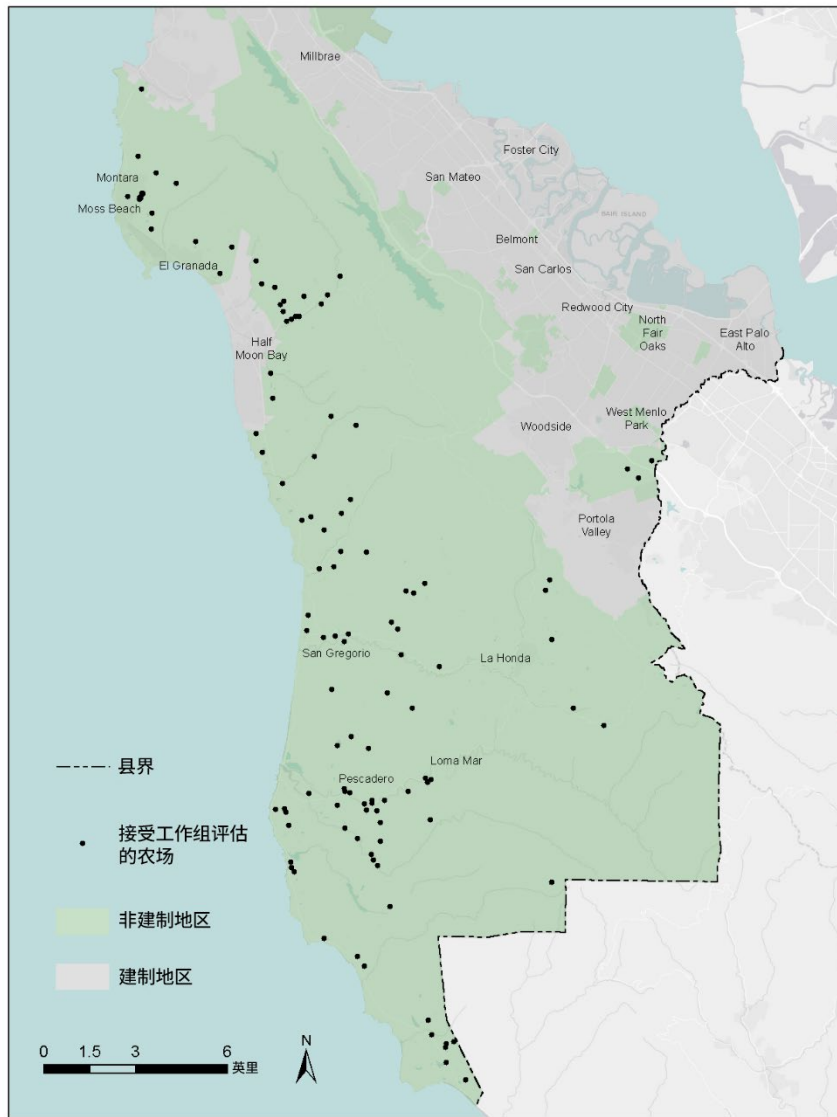 Millbrae
Foster City
San Mateo
BAIR ISLAND
Montara
Moss Beach
Belmont
San Carlos
El Granada
Redwood City
North
Fair
Oaks
East Palo
Alto
Half
Moon Bay
West Menlo
Park
Woodside
Portola
Valley
San Gregorio
La Honda
Loma Mar
Pescadero
县界
接受工作组评估
的农场
非建制地区
建制地区
0 1.5 3 6
英里
N